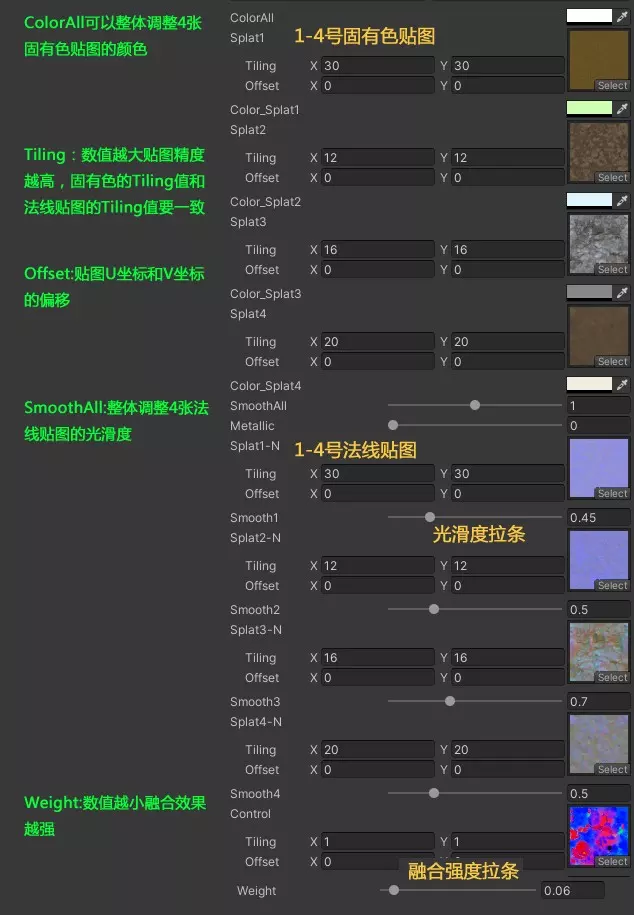 ColorAll可以整体调整4张
固有色贴图的颜色
ColorAll
Splat1
1-4号固有色贴图
Tiling X 30 Y 30
Offset X 0 Y 0
Select
Color_Splat1
Splat2
Tiling：数值越大贴图精度
越高，固有色的Tiling值和
法线贴图的Tiling值要一致
Tiling X 12 Y 12
Offset X 0 Y 0
Select
Color_Splat2
Splat3
Tiling X 16 Y 16
Offset X 0 Y 0
Select
Offset:贴图U坐标和V坐标
的偏移
Color_Splat3
Splat4
Tiling X 20 Y 20
Offset X 0 Y 0
Select
Color_Splat4
SmoothAll:整体调整4张法
线贴图的光滑度
SmoothAll 1
Metallic 0
Splat1-N
1-4号法线贴图
Tiling X 30 Y 30
Offset X 0 Y 0
Select
Smooth1 0.45
光滑度拉条
Splat2-N
Tiling X 12 Y 12
Offset X 0 Y 0
Select
Smooth2 0.5
Splat3-N
Tiling X 16 Y 16
Offset X 0 Y 0
Select
Smooth3 0.7
Splat4-N
Tiling X 20 Y 20
Offset X 0 Y 0
Select
Weight:数值越小融合效果
越强
Smooth4 0.5
Control
Tiling X 1 Y 1
Offset X 0 Y
Select
融合强度拉条
Weight 0.06